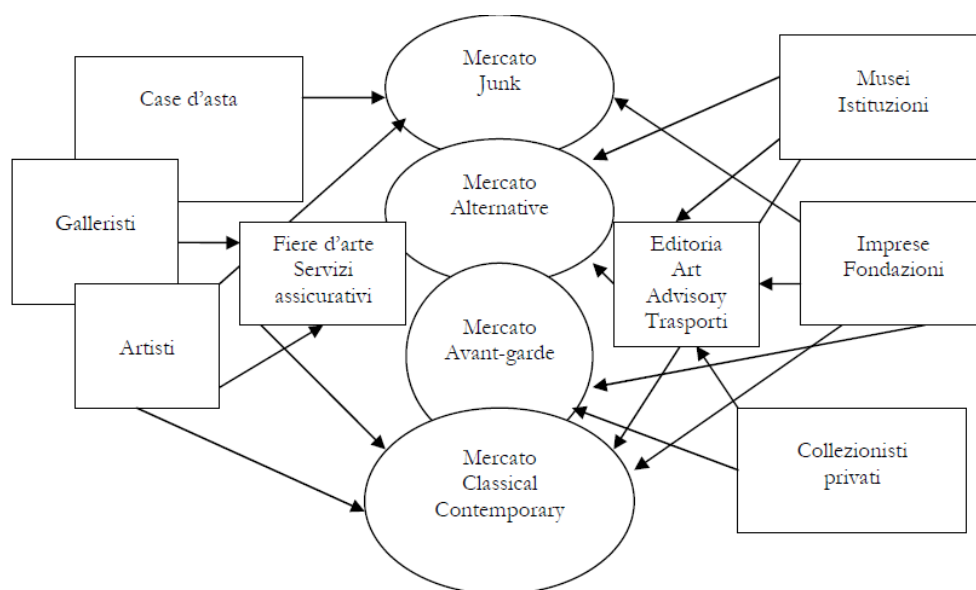 Mercato
Junk
Case d'asta
Musei
Istituzioni
Mercato
Alternative
Galleristi
Fiere d'arte
Servizi
assicurativi
Editoria
Art
Advisory
Trasporti
Imprese
Fondazioni
Artisti
Mercato
Avant-garde
Mercato
Classical
Contemporary
Collezionisti
privati